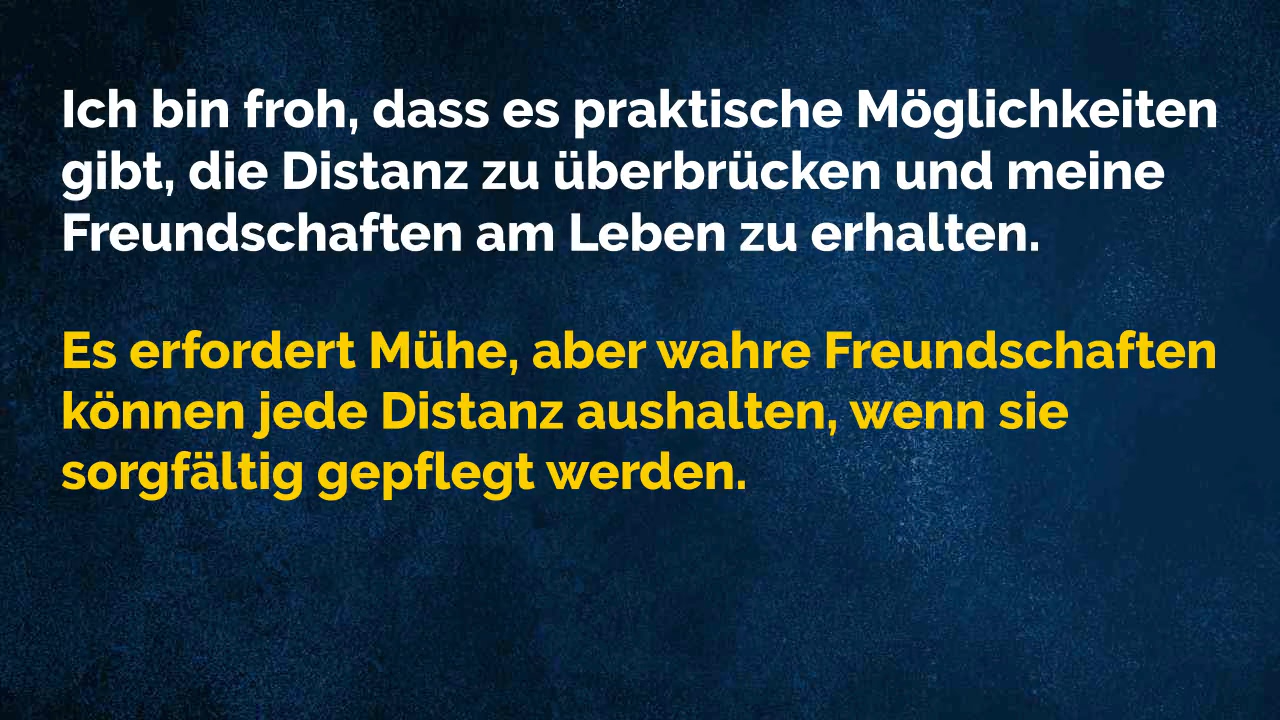 Ich bin froh, dass es praktische Möglichkeiten
gibt, die Distanz zu überbrücken und meine
Freundschaften am Leben zu erhalten.
Es erfordert Mühe, aber wahre Freundschaften
können jede Distanz aushalten, wenn sie
sorgfältig gepflegt werden.